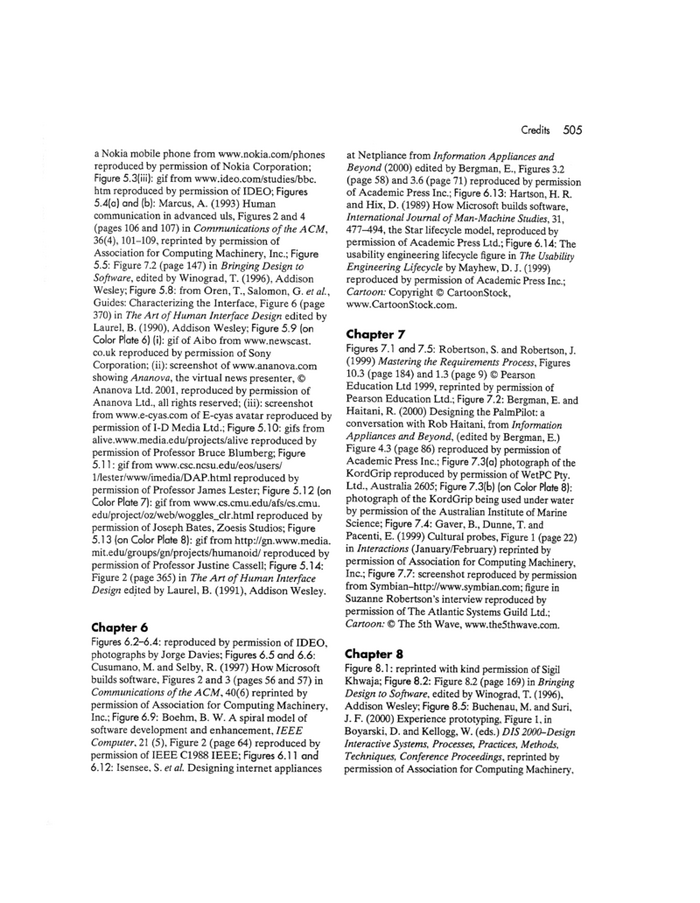 Credits 505
a Nokia mobile phone from www.nokia.com/phones
reproduced by permission of Nokia Corporation;
Figure 5.3(iii): gif from www.ideo.com/studies/bbc.
htm reproduced by permission of IDEO; Figures
5.4(a) and (b): Marcus, A. (1993) Human
communication in advanced uls, Figures 2 and 4
(pages 106 and 107) in Communications of the ACM,
36(4), 101–109, reprinted by permission of
Association for Computing Machinery, Inc.; Figure
5.5: Figure 7.2 (page 147) in Bringing Design to
Software, edited by Winograd, T. (1996), Addison
Wesley; Figure 5.8: from Oren, T., Salomon, G. et al.,
Guides: Characterizing the Interface, Figure 6 (page
370) in The Art of Human Interface Design edited by
Laurel, B. (1990), Addison Wesley; Figure 5.9 (on
Color Plate 6) (i): gif of Aibo from www.newscast.
co.uk reproduced by permission of Sony
Corporation; (ii): screenshot of www.ananova.com
showing Ananova, the virtual news presenter, ©
Ananova Ltd. 2001, reproduced by permission of
Ananova Ltd., all rights reserved; (iii): screenshot
from www.e-cyas.com of E-cyas avatar reproduced by
permission of I-D Media Ltd.; Figure 5.10: gifs from
alive.www.media.edu/projects/alive reproduced by
permission of Professor Bruce Blumberg; Figure
5.11: gif from www.csc.ncsu.edu/eos/users/
l/lester/www/imedia/DAP.html reproduced by
permission of Professor James Lester; Figure 5.12 (on
Color Plate 7): gif from www.cs.cmu.edu/afs/cs.cmu.
edu/project/oz/web/woggles_clr.html reproduced by
permission of Joseph Bates, Zoesis Studios; Figure
5.13 (on Color Plate 8): gif from http://gn.www.media.
mit.edu/groups/gn/projects/humanoid/ reproduced by
permission of Professor Justine Cassell; Figure 5.14:
Figure 2 (page 365) in The Art of Human Interface
Design edited by Laurel, B. (1991), Addison Wesley.
Chapter 6
Figures 6.2–6.4: reproduced by permission of IDEO,
photographs by Jorge Davies; Figures 6.5 and 6.6:
Cusumano, M. and Selby, R. (1997) How Microsoft
builds software, Figures 2 and 3 (pages 56 and 57) in
Communications of the ACM, 40(6) reprinted by
permission of Association for Computing Machinery,
Inc.; Figure 6.9: Boehm, B. W. A spiral model of
software development and enhancement, IEEE
Computer, 21 (5), Figure 2 (page 64) reproduced by
permission of IEEE C1988 IEEE; Figures 6.11 and
6.12: Isensee, S. et al. Designing internet appliances
at Netpliance from Information Appliances and
Beyond (2000) edited by Bergman, E., Figures 3.2
(page 58) and 3.6 (page 71) reproduced by permission
of Academic Press Inc.; Figure 6.13: Hartson, H. R.
and Hix, D. (1989) How Microsoft builds software,
International Journal of Man-Machine Studies, 31,
477–494, the Star lifecycle model, reproduced by
permission of Academic Press Ltd.; Figure 6.14: The
usability engineering lifecycle figure in The Usability
Engineering Lifecycle by Mayhew, D. J. (1999)
reproduced by permission of Academic Press Inc.;
Cartoon: Copyright © CartoonStock,
www.CartoonStock.com.
Chapter 7
Figures 7.1 and 7.5: Robertson, S. and Robertson, J.
(1999) Mastering the Requirements Process, Figures
10.3 (page 184) and 1.3 (page 9) © Pearson
Education Ltd 1999, reprinted by permission of
Pearson Education Ltd.; Figure 7.2: Bergman, E. and
Haitani, R. (2000) Designing the PalmPilot: a
conversation with Rob Haitani, from Information
Appliances and Beyond, (edited by Bergman, E.)
Figure 4.3 (page 86) reproduced by permission of
Academic Press Inc.; Figure 7.3(a) photograph of the
KordGrip reproduced by permission of WetPC Pty.
Ltd., Australia 2605; Figure 7.3(b) (on Color Plate 8):
photograph of the KordGrip being used under water
by permission of the Australian Institute of Marine
Science; Figure 7.4: Gaver, B., Dunne, T. and
Pacenti, E. (1999) Cultural probes, Figure 1 (page 22)
in Interactions (January/February) reprinted by
permission of Association for Computing Machinery,
Inc.; Figure 7.7: screenshot reproduced by permission
from Symbian–http://www.symbian.com; figure in
Suzanne Robertson's interview reproduced by
permission of The Atlantic Systems Guild Ltd.;
Cartoon: © The 5th Wave, www.the5thwave.com.
Chapter 8
Figure 8.1: reprinted with kind permission of Sigil
Khwaja; Figure 8.2: Figure 8.2 (page 169) in Bringing
Design to Software, edited by Winograd, T. (1996),
Addison Wesley; Figure 8.5: Buchenau, M. and Suri,
J. F. (2000) Experience prototyping, Figure 1, in
Boyarski, D. and Kellogg, W. (eds.) DIS 2000–Design
Interactive Systems, Processes, Practices, Methods,
Techniques, Conference Proceedings, reprinted by
permission of Association for Computing Machinery,